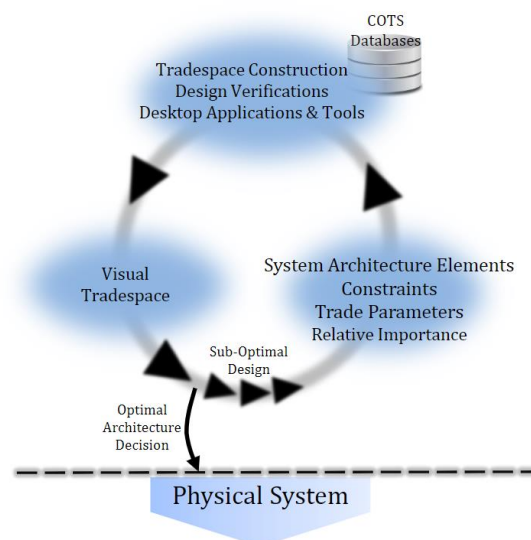 COTS
Databases
Tradespace Construction
Design Verifications
Desktop Applications & Tools
Visual
Tradespace
System Architecture Elements
Constraints
Trade Parameters
Relative Importance
Sub-Optimal
Design
Optimal
Architecture
Decision
Physical System